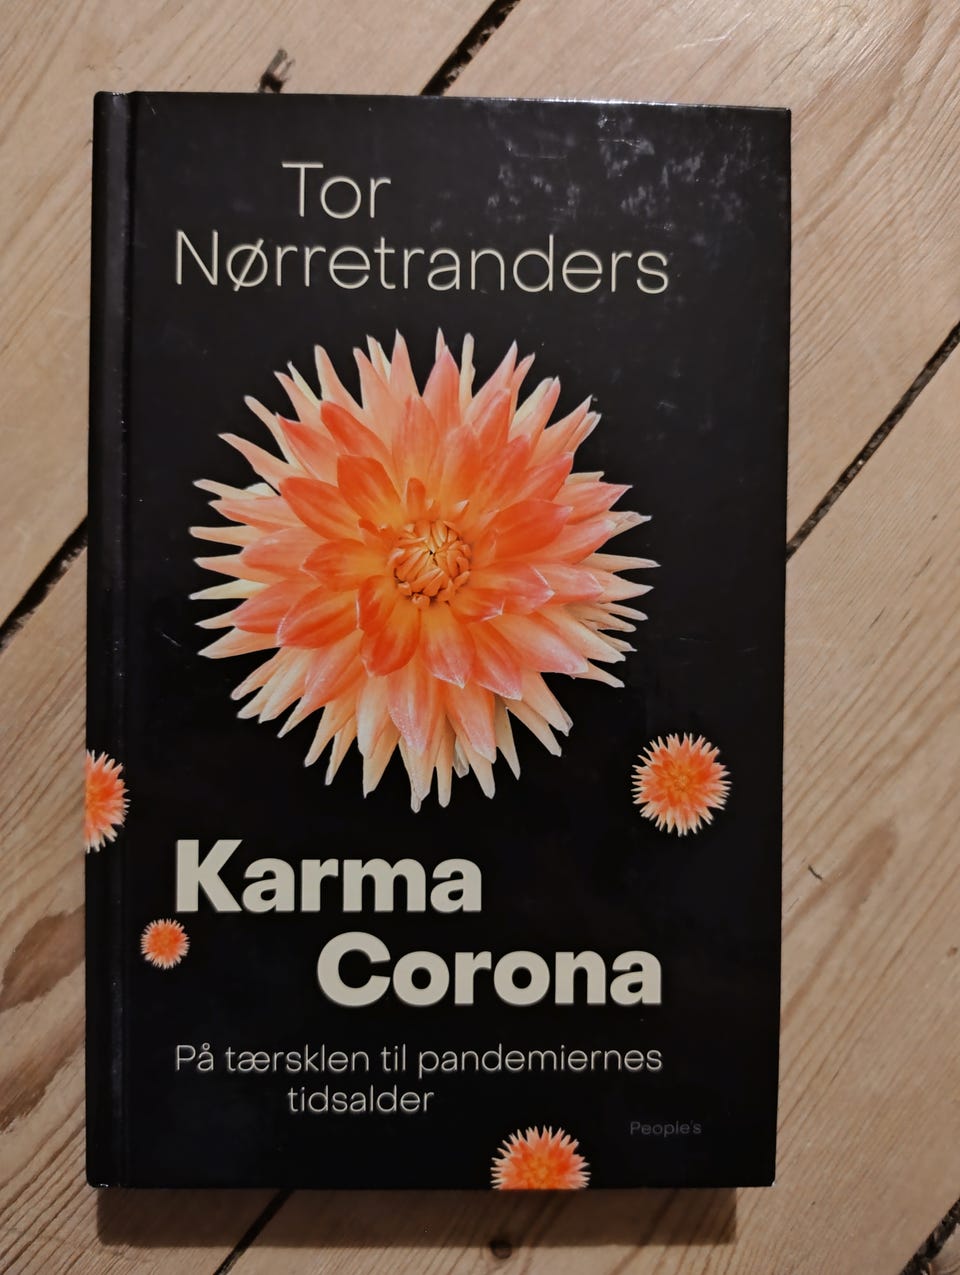 Tor
Nørretranders
Karma
Corona
På tærsklen til pandemiernes
tidsalder
People's